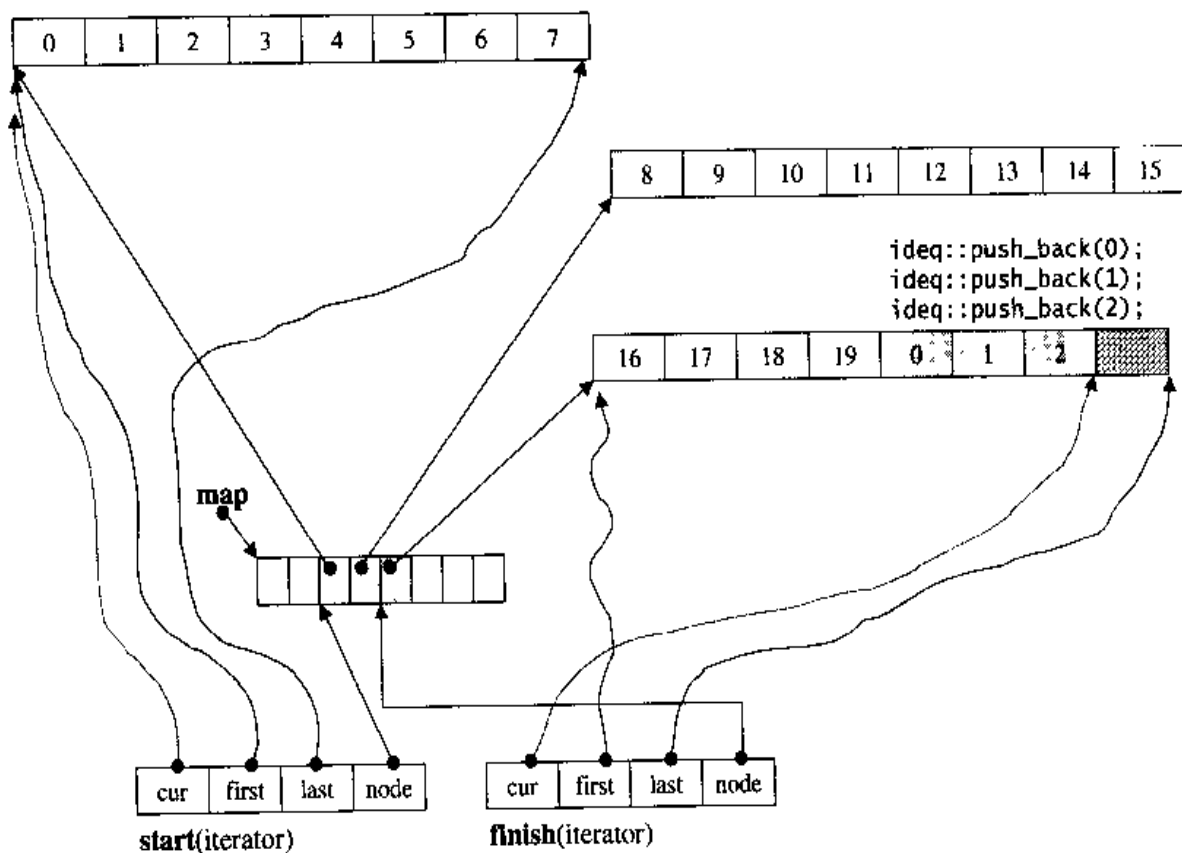 0 1 2 3 4 5 6 7
8 9 10 11 12 13 14 15
ideq::push_back(0);
ideq::push_back(1);
ideq::push_back(2);
16 17 18 19 0 1 2
map
cur first last node
start(iterator)
cur first last node
finish(iterator)